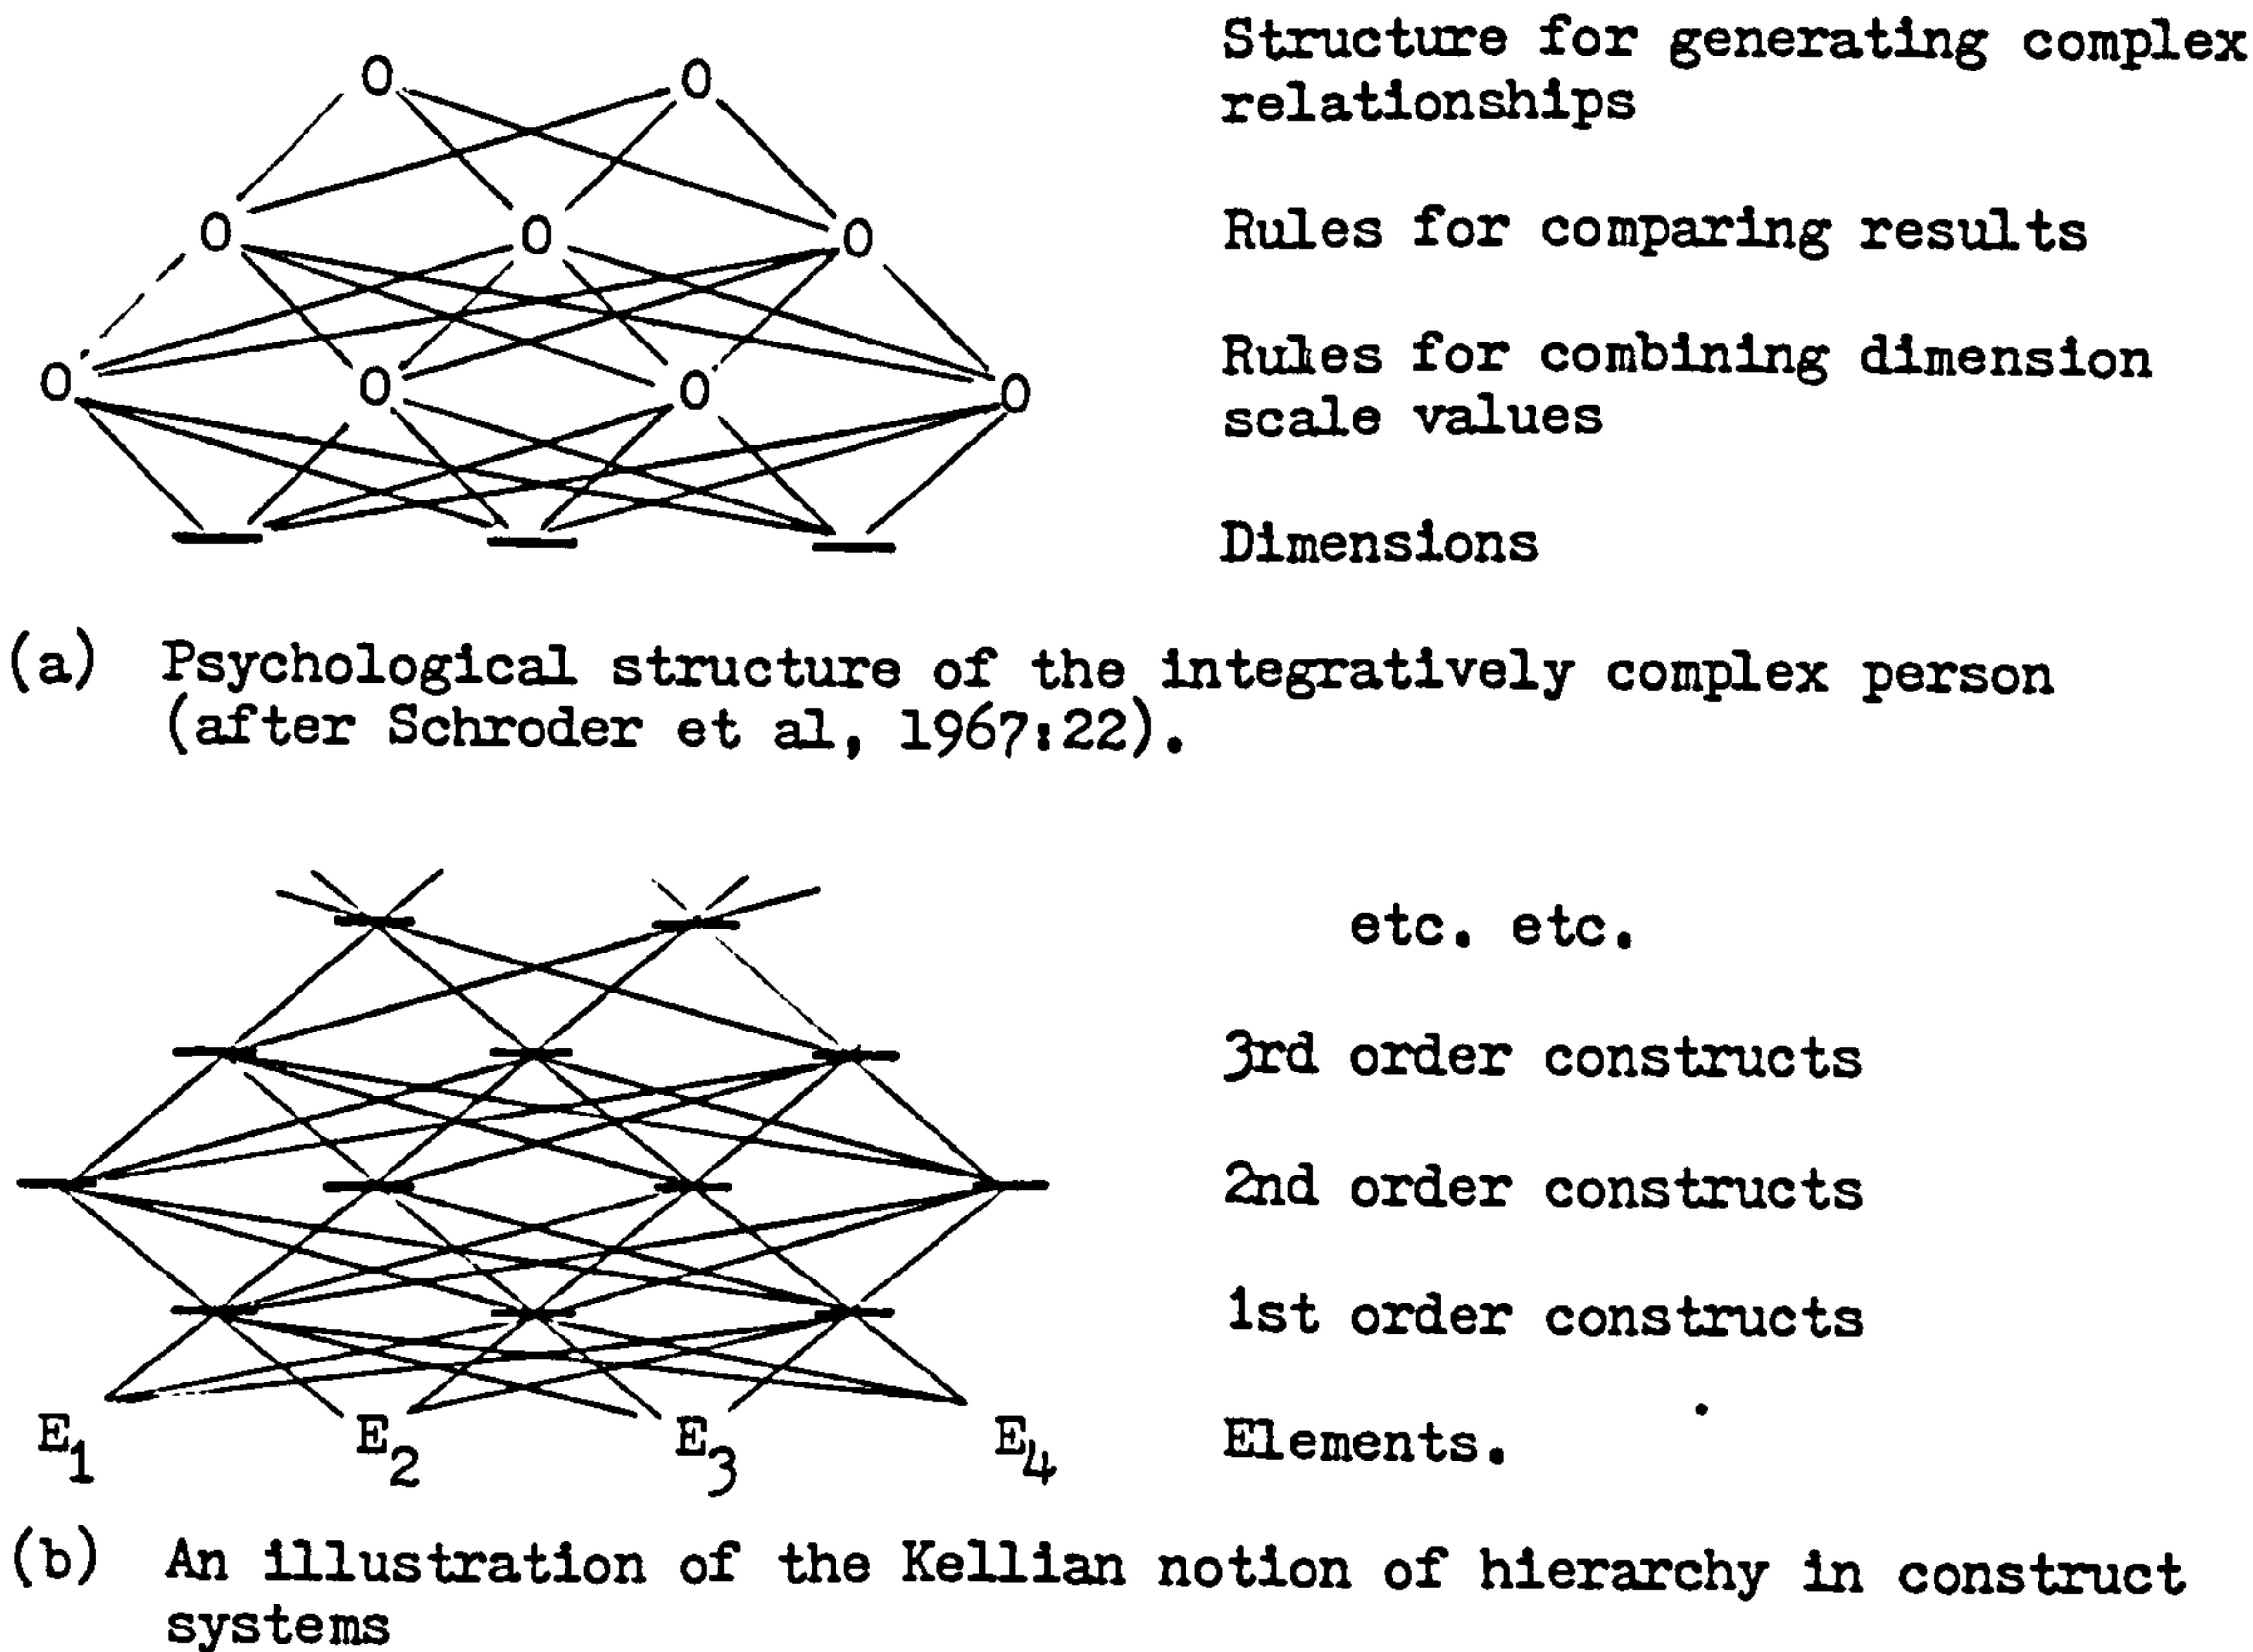 Structure for generating complex
relationships
Rules for comparing results
Rules for combining dimension
scale values
Dimensions
(a) Psychological structure of the integratively complex person
(after Schroder et al, 1967:22).
etc. etc.
3rd order constructs
2nd order constructs
1st order constructs
E1 E2 E3 E4 Elements.
(b) An illustration of the Kellian notion of hierarchy in construct
systems